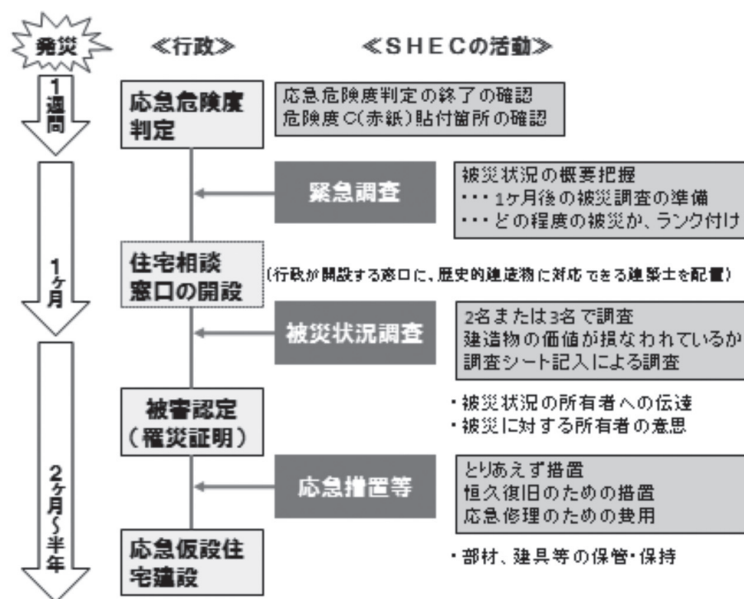 発災
≪行政≫
≪SHECの活動≫
1週間
応急危険度
判定
応急危険度判定の終了の確認
危険度C(赤紙)貼付箇所の確認
緊急調査
被災状況の概要把握
・・・1ヶ月後の被災調査の準備
・・・どの程度の被災か、ランク付け
1ヶ月
住宅相談
窓口の開設
(行政が開設する窓口に、歴史的建造物に対応できる建築士を配置)
被災状況調査
2名または3名で調査
建造物の価値が損なわれているか
調査シート記入による調査
被害認定
(罹災証明)
・被災状況の所有者への伝達
・被災に対する所有者の意思
2ヶ月～半年
応急措置等
とりあえず措置
恒久復旧のための措置
応急修理のための費用
応急仮設住
宅建設
・部材、建具等の保管・保持